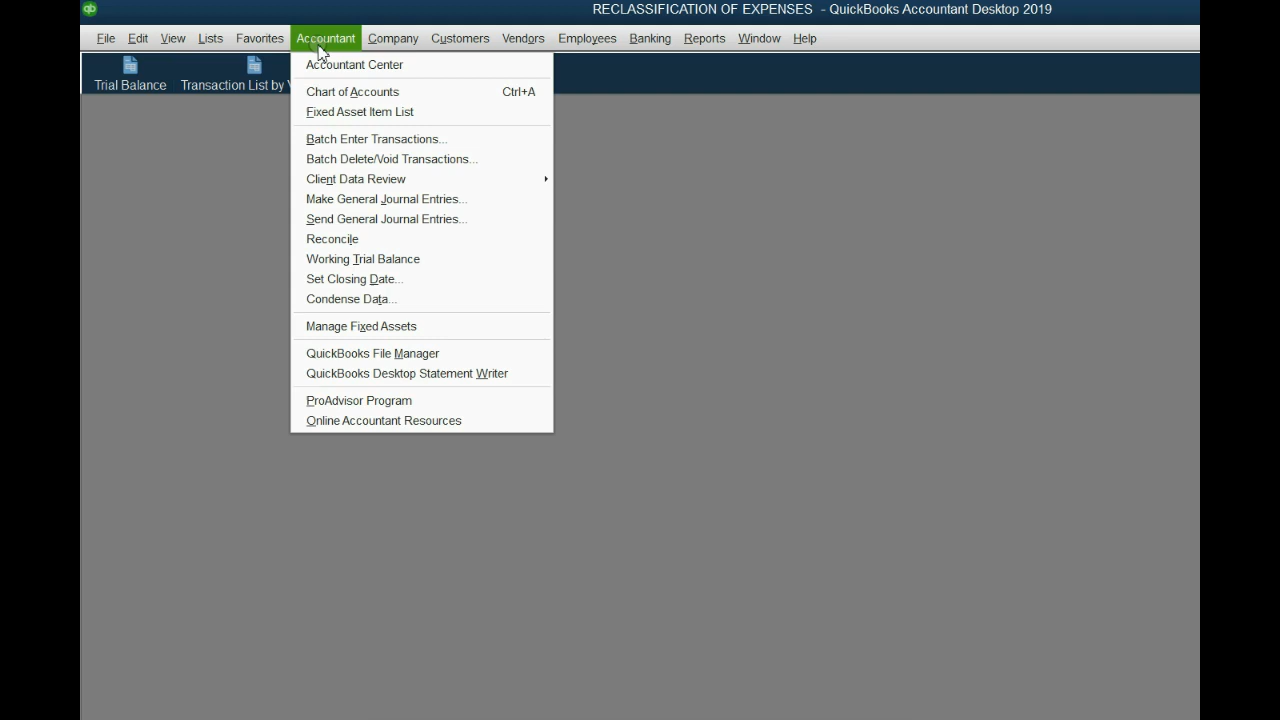 qb
RECLASSIFICATION OF EXPENSES - QuickBooks Accountant Desktop 2019
File Edit View Lists Favorites Accountant Company Customers Vendors Employees Banking Reports Window Help
Trial Balance Transaction List by
Accountant Center
Chart of Accounts Ctrl+A
Fixed Asset Item List
Batch Enter Transactions...
Batch Delete/Void Transactions...
Client Data Review
Make General Journal Entries...
Send General Journal Entries...
Reconcile
Working Trial Balance
Set Closing Date...
Condense Data...
Manage Fixed Assets
QuickBooks File Manager
QuickBooks Desktop Statement Writer
ProAdvisor Program
Online Accountant Resources